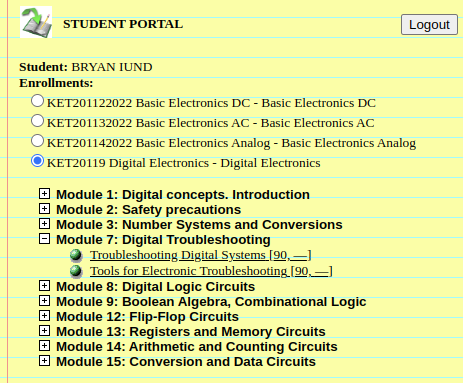 STUDENT PORTAL
Logout
Student: BRYAN IUND
Enrollments:
KET201122022 Basic Electronics DC - Basic Electronics DC
KET201132022 Basic Electronics AC - Basic Electronics AC
KET201142022 Basic Electronics Analog - Basic Electronics Analog
KET20119 Digital Electronics - Digital Electronics
Module 1: Digital concepts. Introduction
Module 2: Safety precautions
Module 3: Number Systems and Conversions
Module 7: Digital Troubleshooting
Troubleshooting Digital Systems [90, —]
Tools for Electronic Troubleshooting [90, —]
Module 8: Digital Logic Circuits
Module 9: Boolean Algebra, Combinational Logic
Module 12: Flip-Flop Circuits
Module 13: Registers and Memory Circuits
Module 14: Arithmetic and Counting Circuits
Module 15: Conversion and Data Circuits